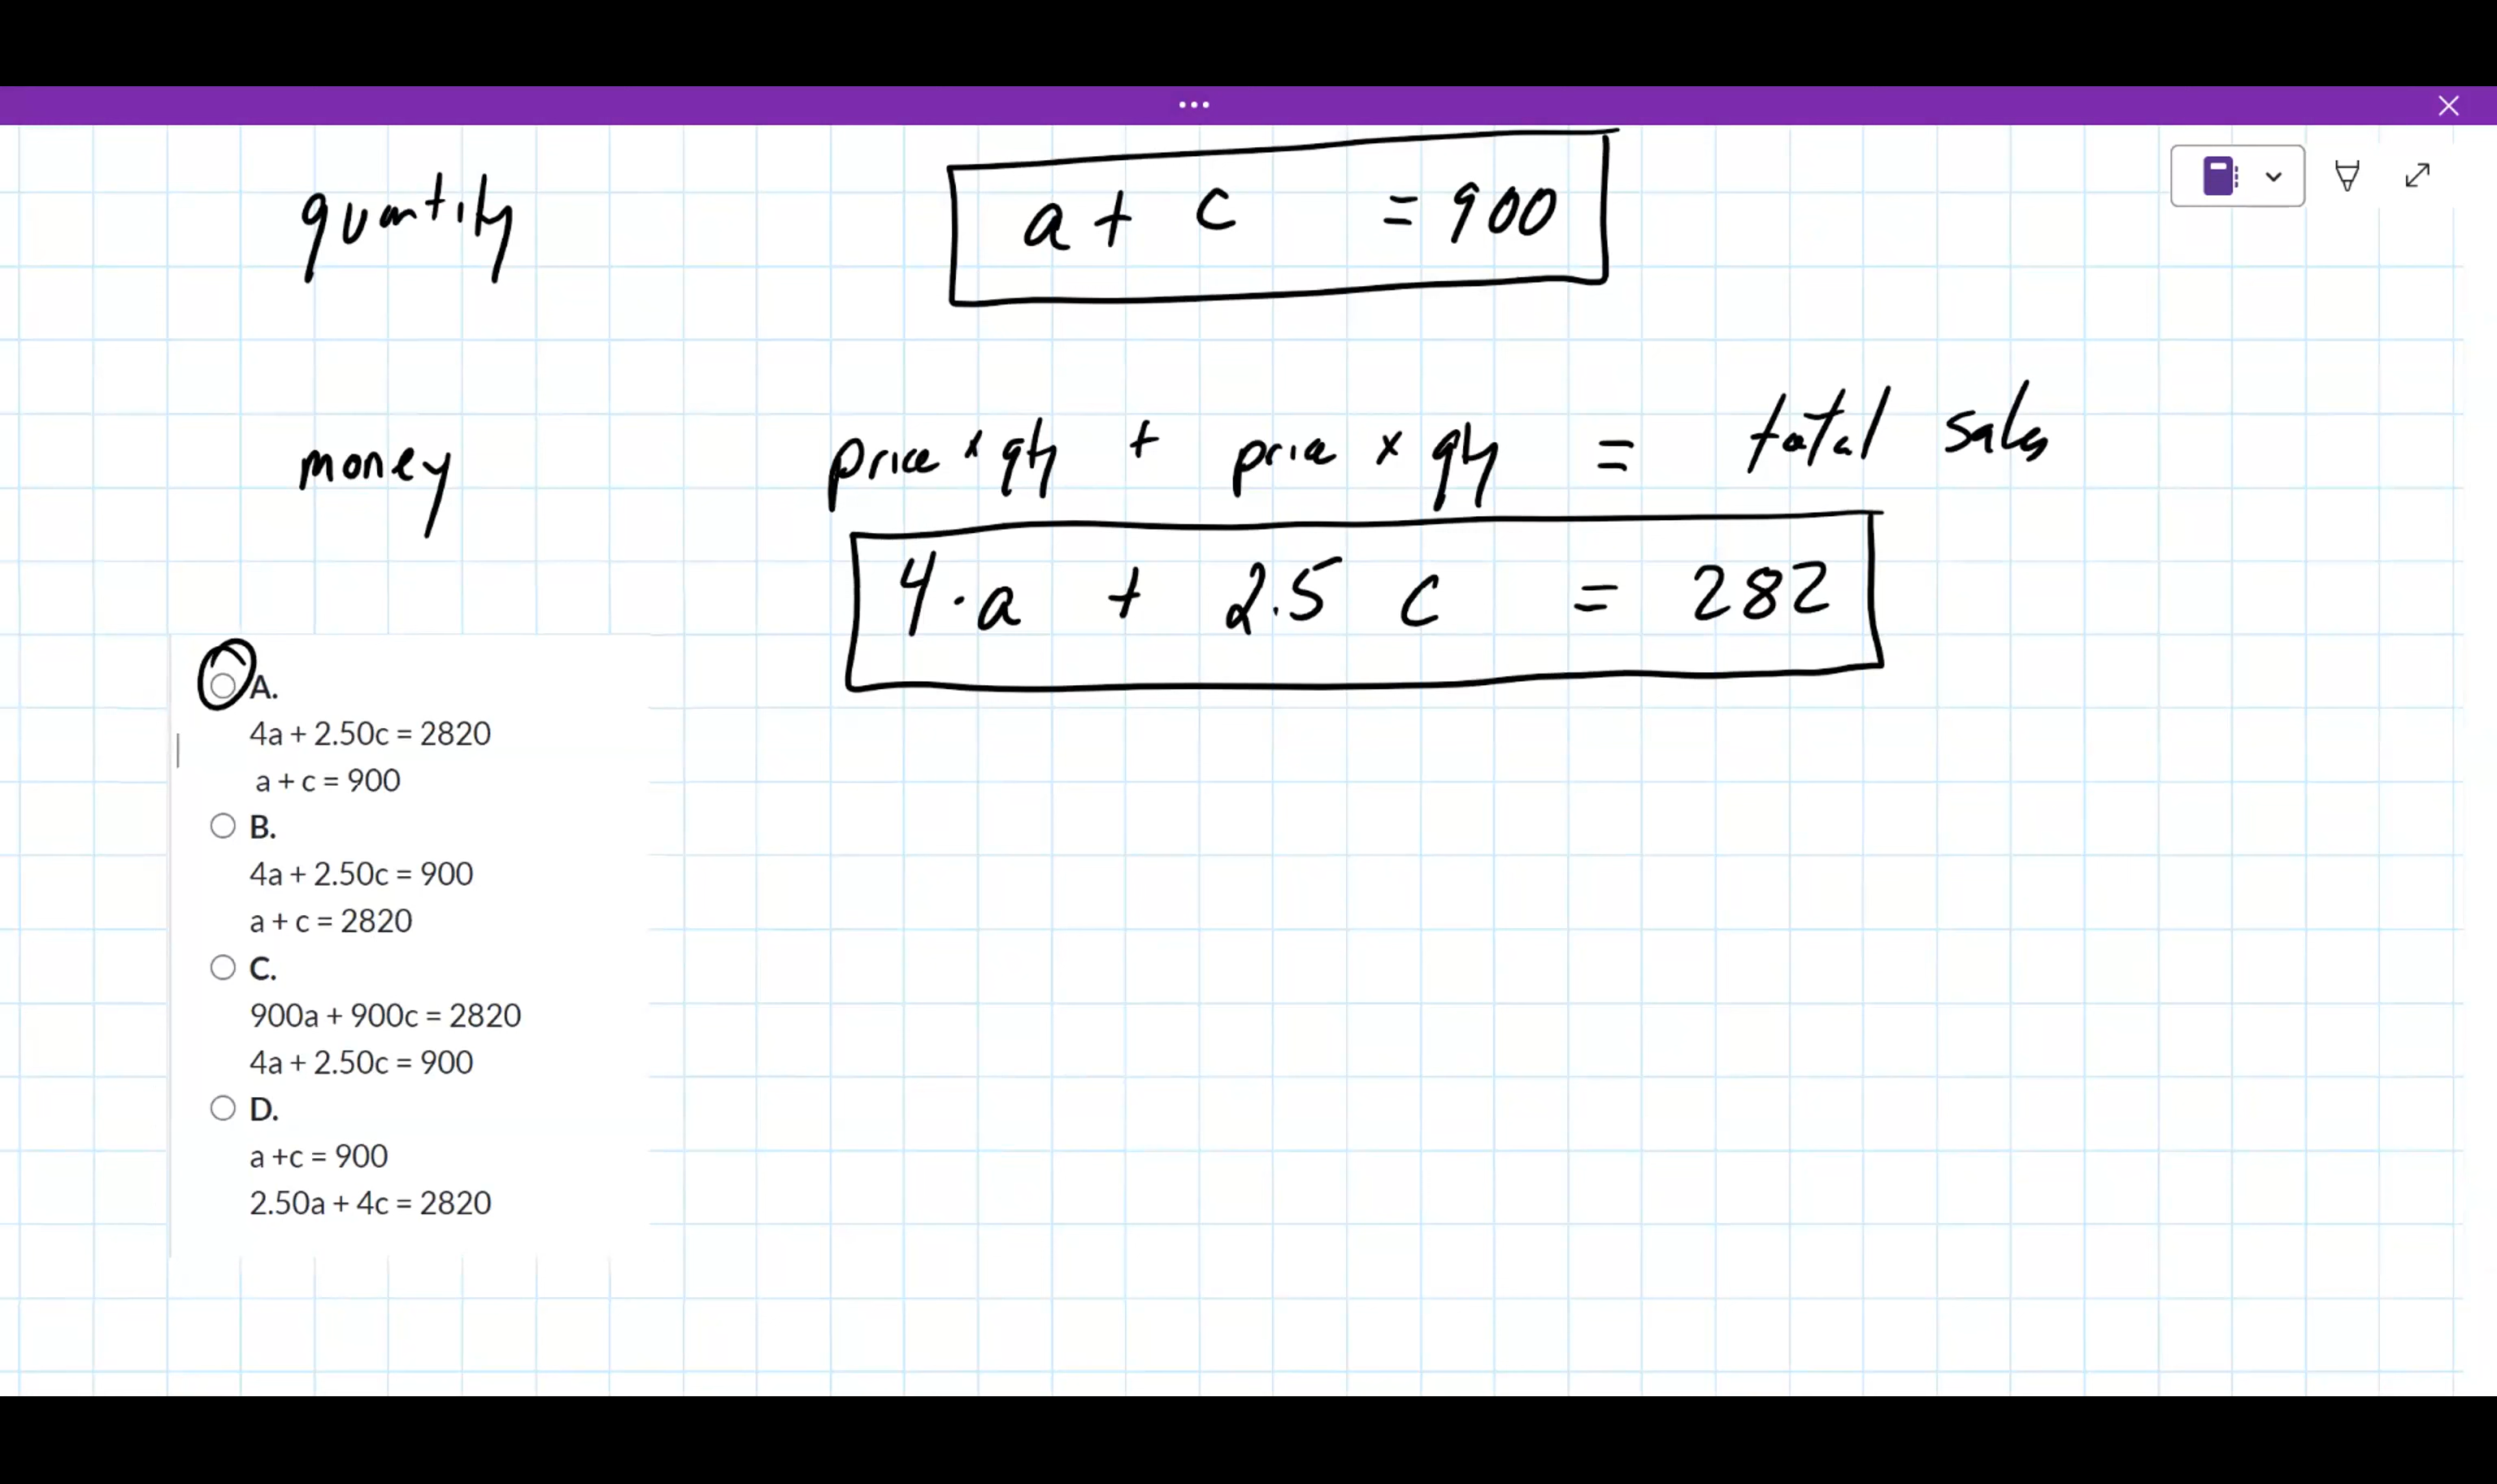 quantity
a + c = 900
money
price x qty + price x qty = total sales
4 · a + 2.5 c = 282
A.
4a + 2.50c = 2820
a + c = 900
B.
4a + 2.50c = 900
a + c = 2820
C.
900a + 900c = 2820
4a + 2.50c = 900
D.
a +c = 900
2.50a + 4c = 2820